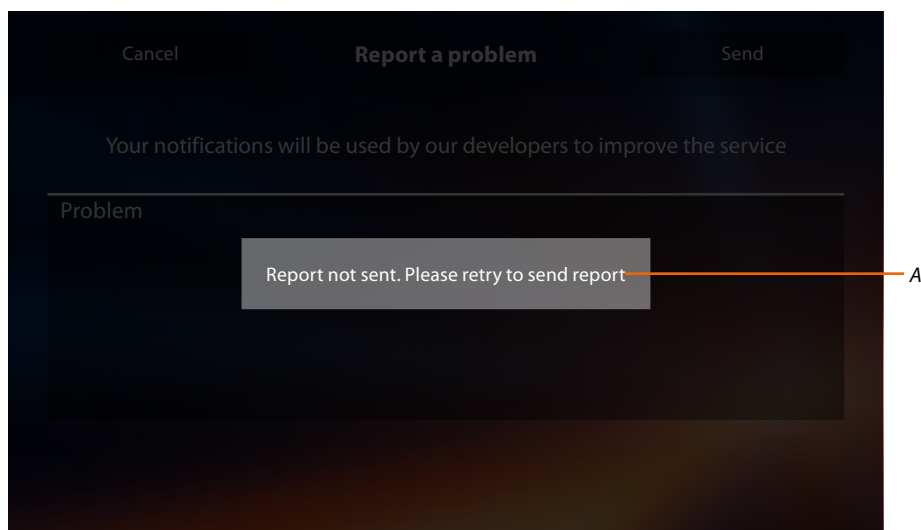 Cancel Report a problem Send
Your notifications will be used by our developers to improve the service
Problem
Report not sent. Please retry to send report
A